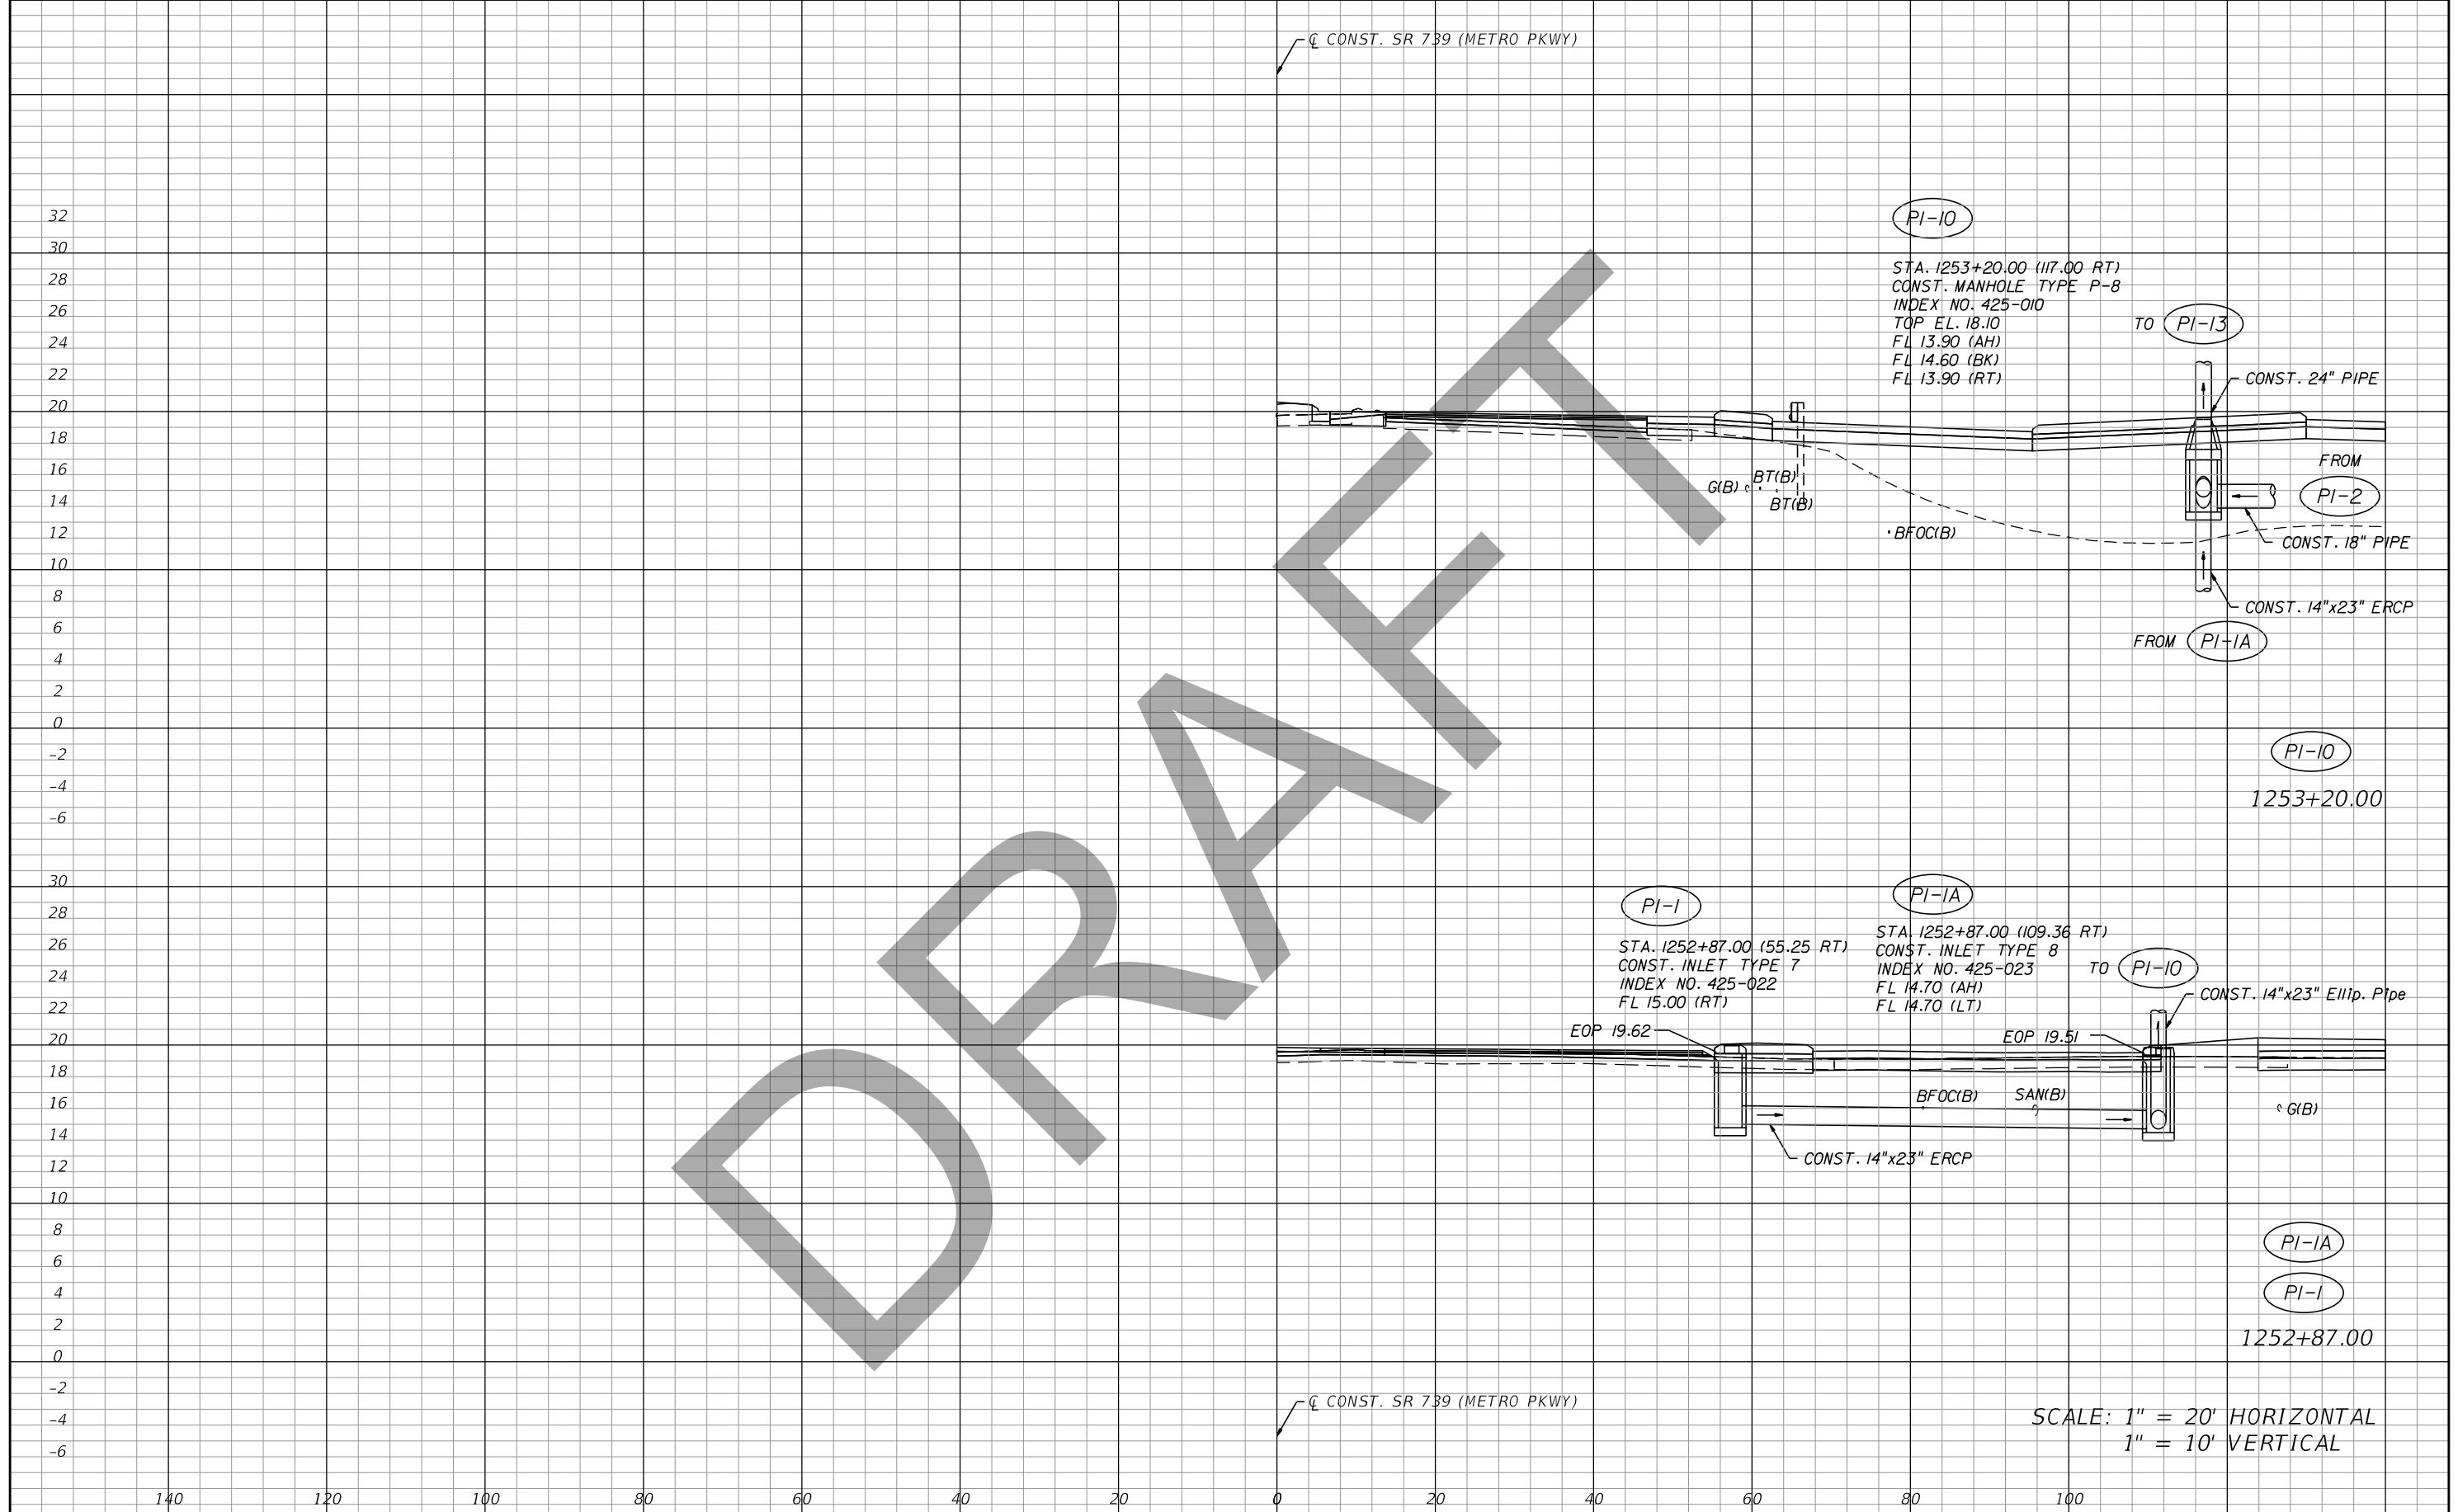 ℄ CONST. SR 739 (METRO PKWY)
32
30
28
26
24
22
20
18
16
14
12
10
8
6
4
2
0
-2
-4
-6
P1-10
STA. 1253+20.00 (117.00 RT)
CONST. MANHOLE TYPE P-8
INDEX NO. 425-010
TOP EL. 18.10
FL 13.90 (AH)
FL 14.60 (BK)
FL 13.90 (RT)
TO P1-13
CONST. 24" PIPE
FROM
P1-2
CONST. 18" PIPE
G(B)
BT(B)
BT(B)
BFOC(B)
CONST. 14"x23" ERCP
FROM P1-1A
P1-10
1253+20.00
DRAFT
30
28
26
24
22
20
18
16
14
12
10
8
6
4
2
0
-2
-4
-6
P1-1
STA. 1252+87.00 (55.25 RT)
CONST. INLET TYPE 7
INDEX NO. 425-022
FL 15.00 (RT)
EOP 19.62
P1-1A
STA. 1252+87.00 (109.36 RT)
CONST. INLET TYPE 8
INDEX NO. 425-023
FL 14.70 (AH)
FL 14.70 (LT)
TO P1-10
CONST. 14"x23" Ellip. Pipe
EOP 19.51
BFOC(B)
SAN(B)
G(B)
CONST. 14"x23" ERCP
P1-1A
P1-1
1252+87.00
℄ CONST. SR 739 (METRO PKWY)
SCALE: 1" = 20' HORIZONTAL
1" = 10' VERTICAL
140 120 100 80 60 40 20 0 20 40 60 80 100